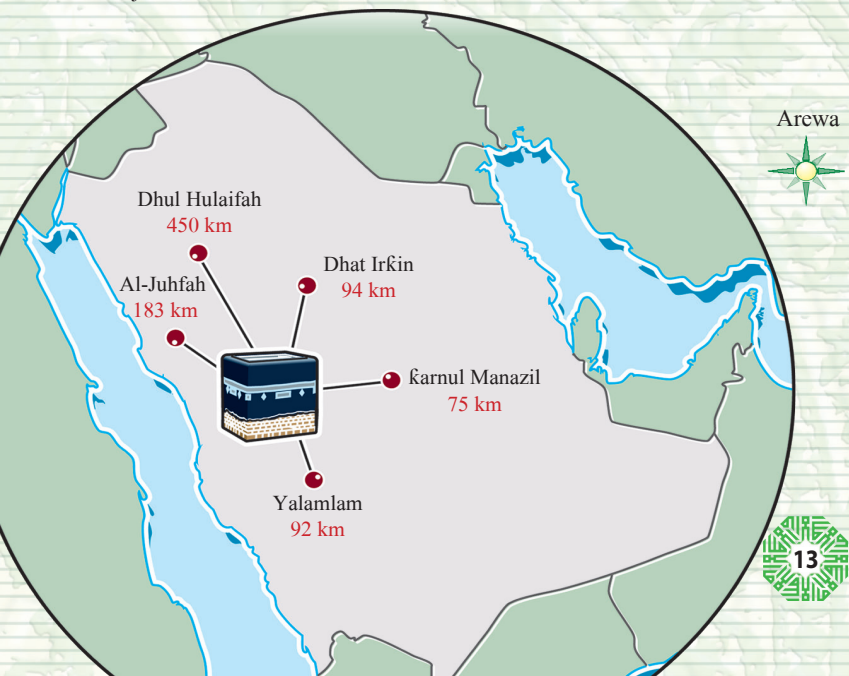 Arewa
Dhul Hulaifah
450 km
Dhat Irƙin
94 km
Al-Juhfah
183 km
ƙarnul Manazil
75 km
Yalamlam
92 km
13